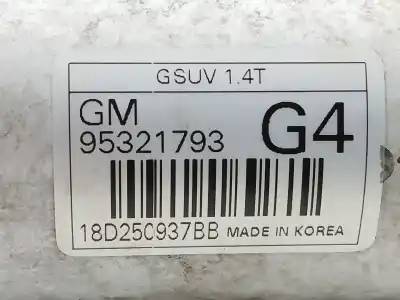 GSUV 1.4T
GM
95321793 G4
18D250937BB MADE IN KOREA